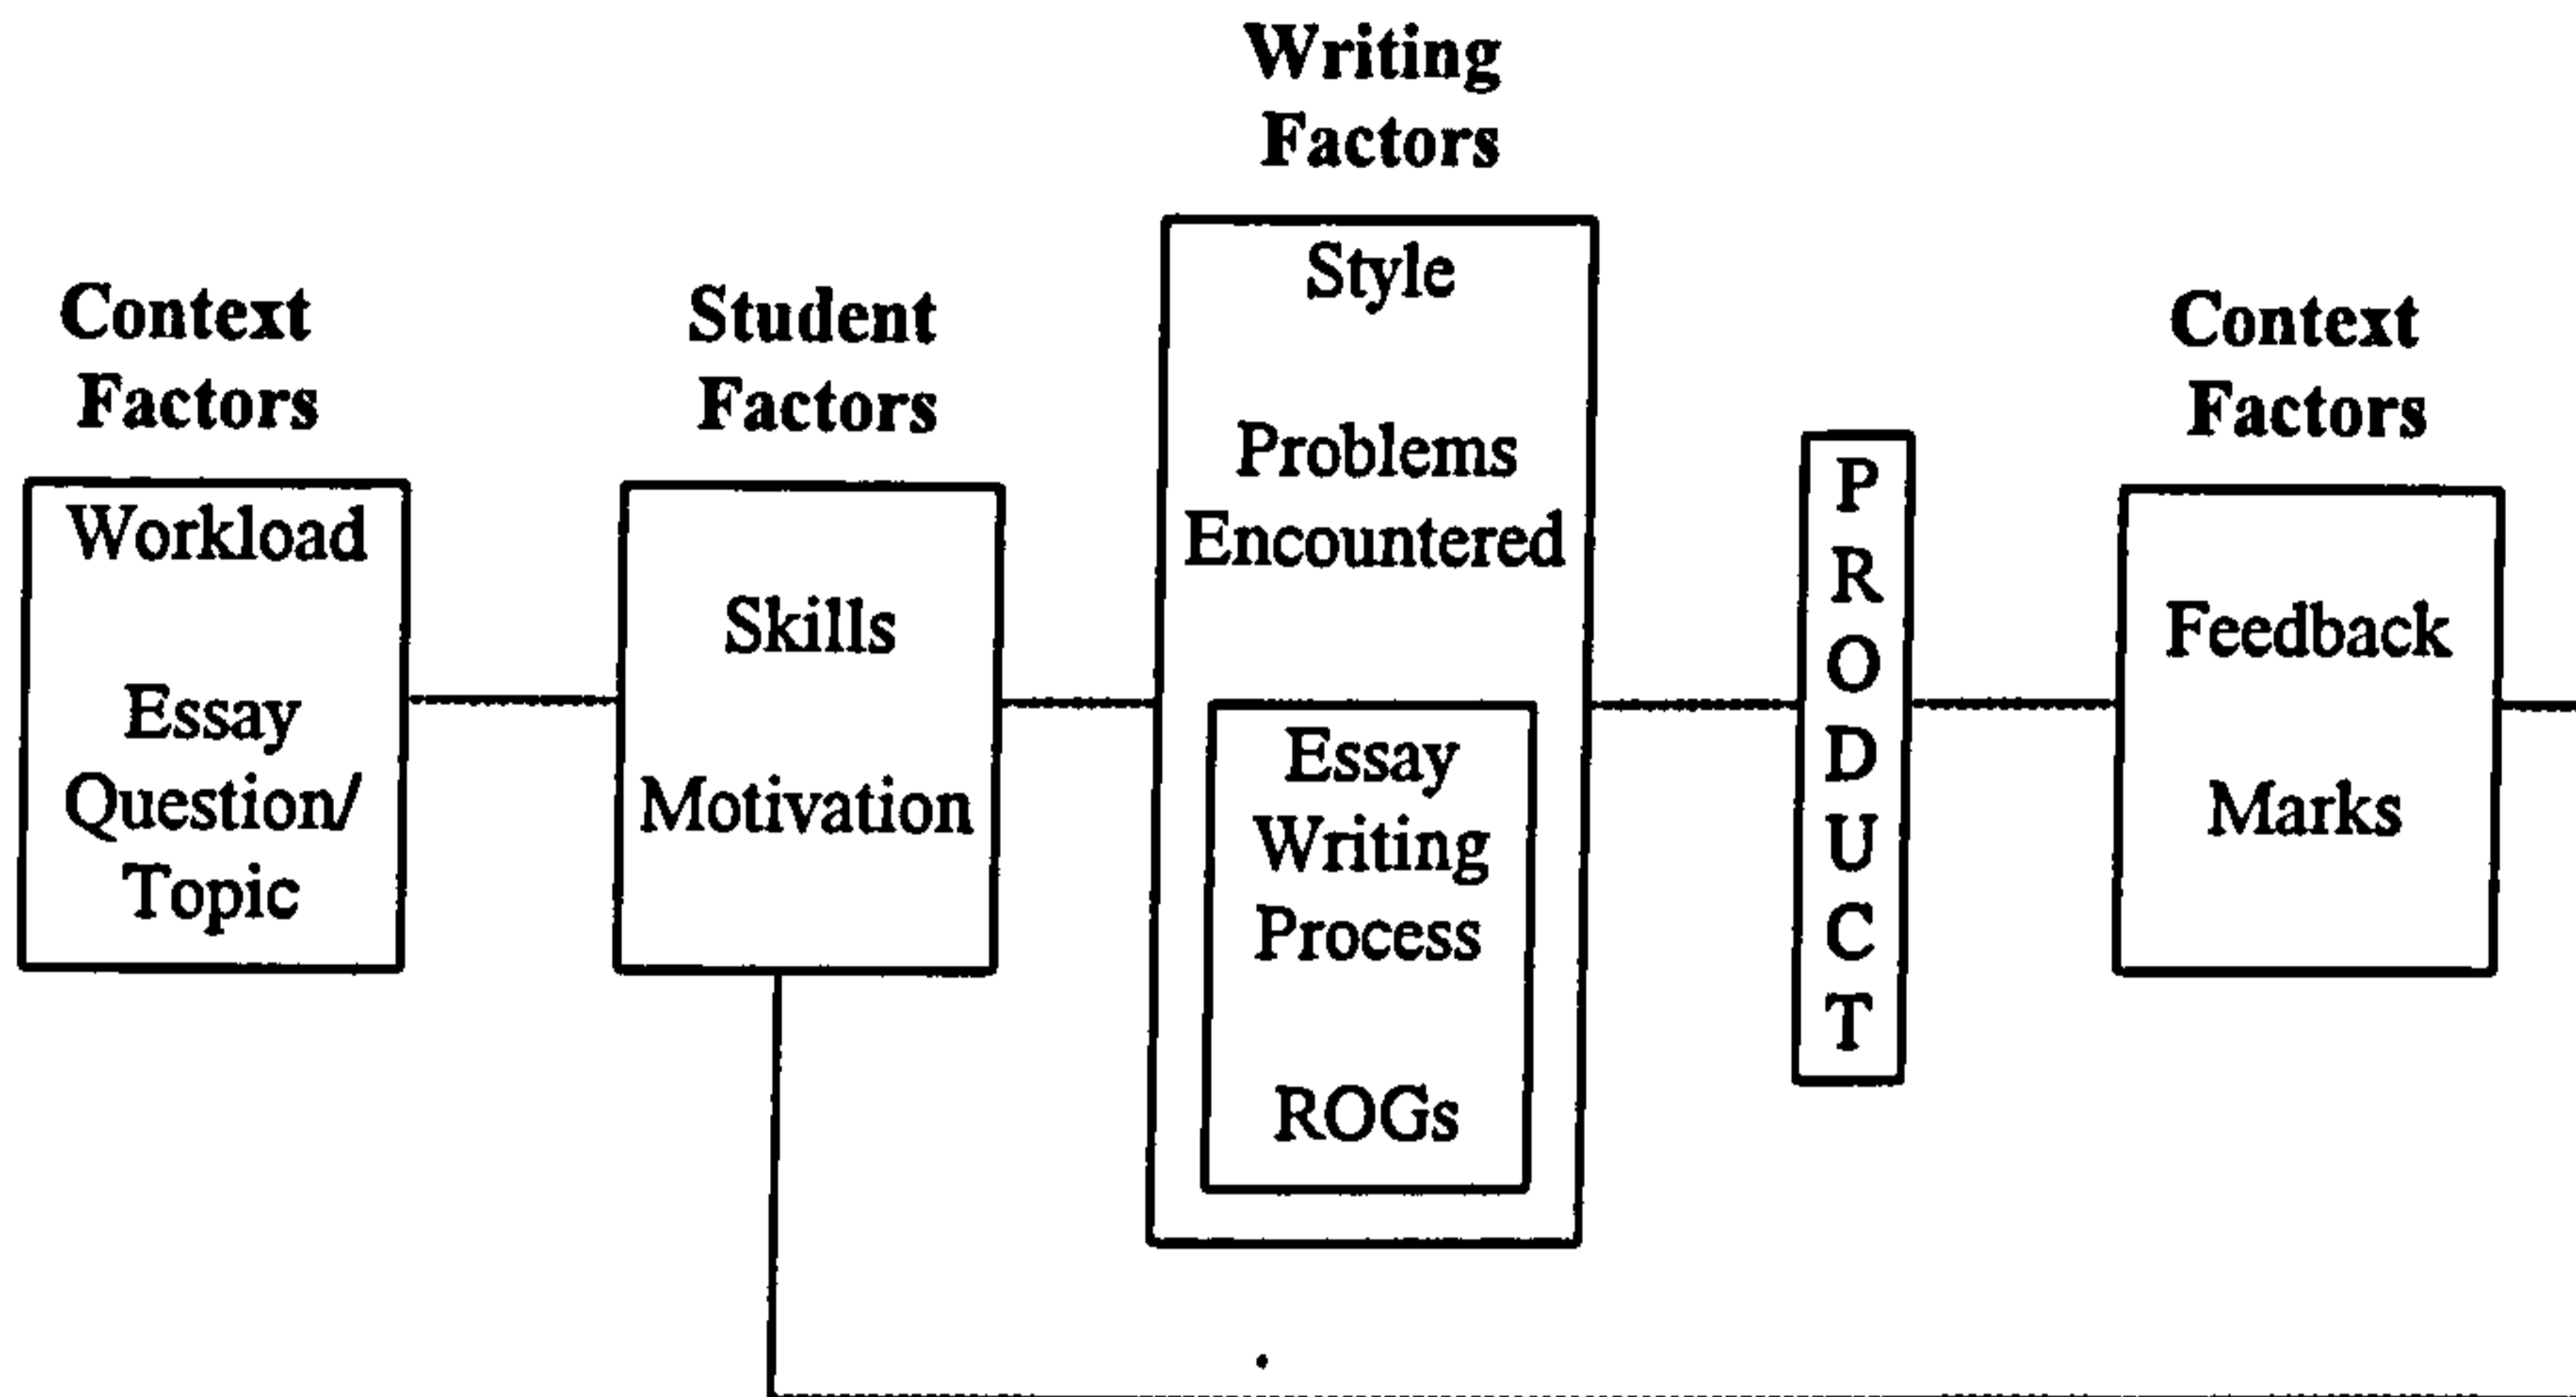 Context
Factors
Workload
Essay
Question/
Topic
Student
Factors
Skills
Motivation
Writing
Factors
Style
Problems
Encountered
Essay
Writing
Process
ROGs
P
R
O
D
U
C
T
Context
Factors
Feedback
Marks